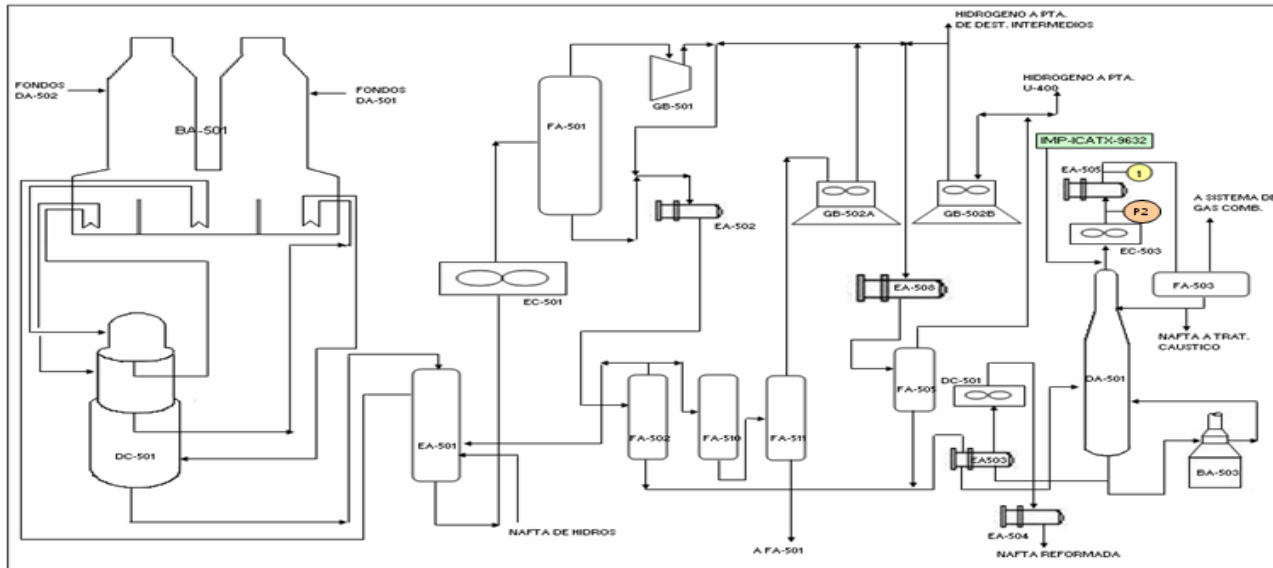 FONDOS
DA-502
FONDOS
DA-501
BA-501
DC-501
EA-501
NAFTA DE HIDROS
EC-501
FA-501
GB-501
EA-502
FA-502
FA-510
FA-511
A FA-501
GB-502A
GB-502B
HIDROGENO A PTA.
DE DEST. INTERMEDIOS
HIDROGENO A PTA.
U-400
IMP-ICATX-9632
EA-505
1
P2
EC-503
A SISTEMA DE
GAS COMB.
FA-503
NAFTA A TRAT.
CAUSTICO
EA-508
FA-505
DC-501
EA503
DA-501
BA-503
EA-504
NAFTA REFORMADA